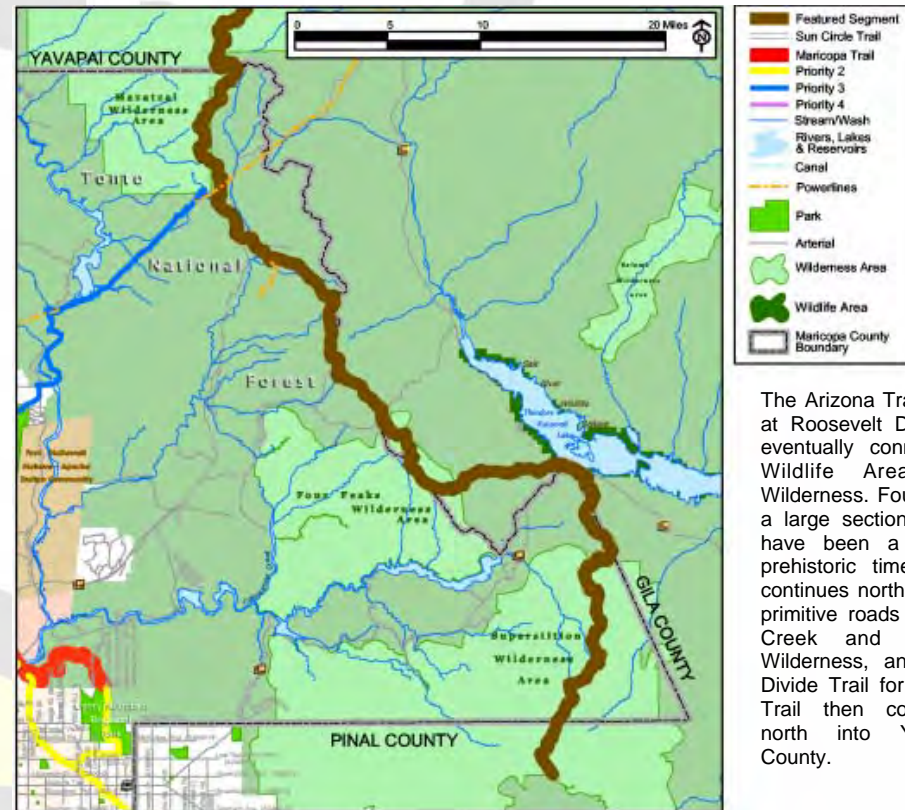 0 5 10 20 Miles
N
YAVAPAI COUNTY
Mazatzal
Wilderness
Area
Tonto
National
Forest
Four Peaks
Wilderness
Area
Superstition
Wilderness
Area
GILA COUNTY
PINAL COUNTY
Featured Segment
Sun Circle Trail
Maricopa Trail
Priority 2
Priority 3
Priority 4
Stream/Wash
Rivers, Lakes
& Reservoirs
Canal
Powerlines
Park
Arterial
Wilderness Area
Wildlife Area
Maricopa County
Boundary
The Arizona Tra
at Roosevelt D
eventually conn
Wildlife Area
Wilderness. Fou
a large section
have been a
prehistoric time
continues north
primitive roads
Creek and
Wilderness, an
Divide Trail for
Trail then co
north into Y
County.